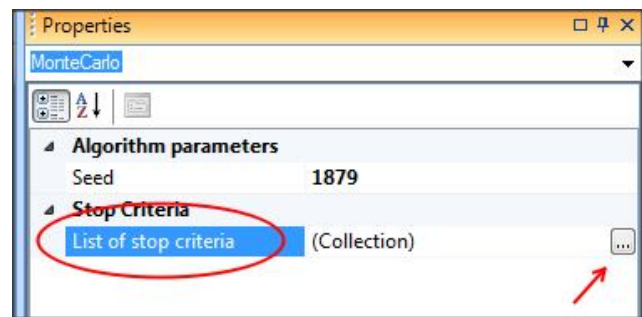 Properties
MonteCarlo
Algorithm parameters
Seed 1879
Stop Criteria
List of stop criteria (Collection) ...